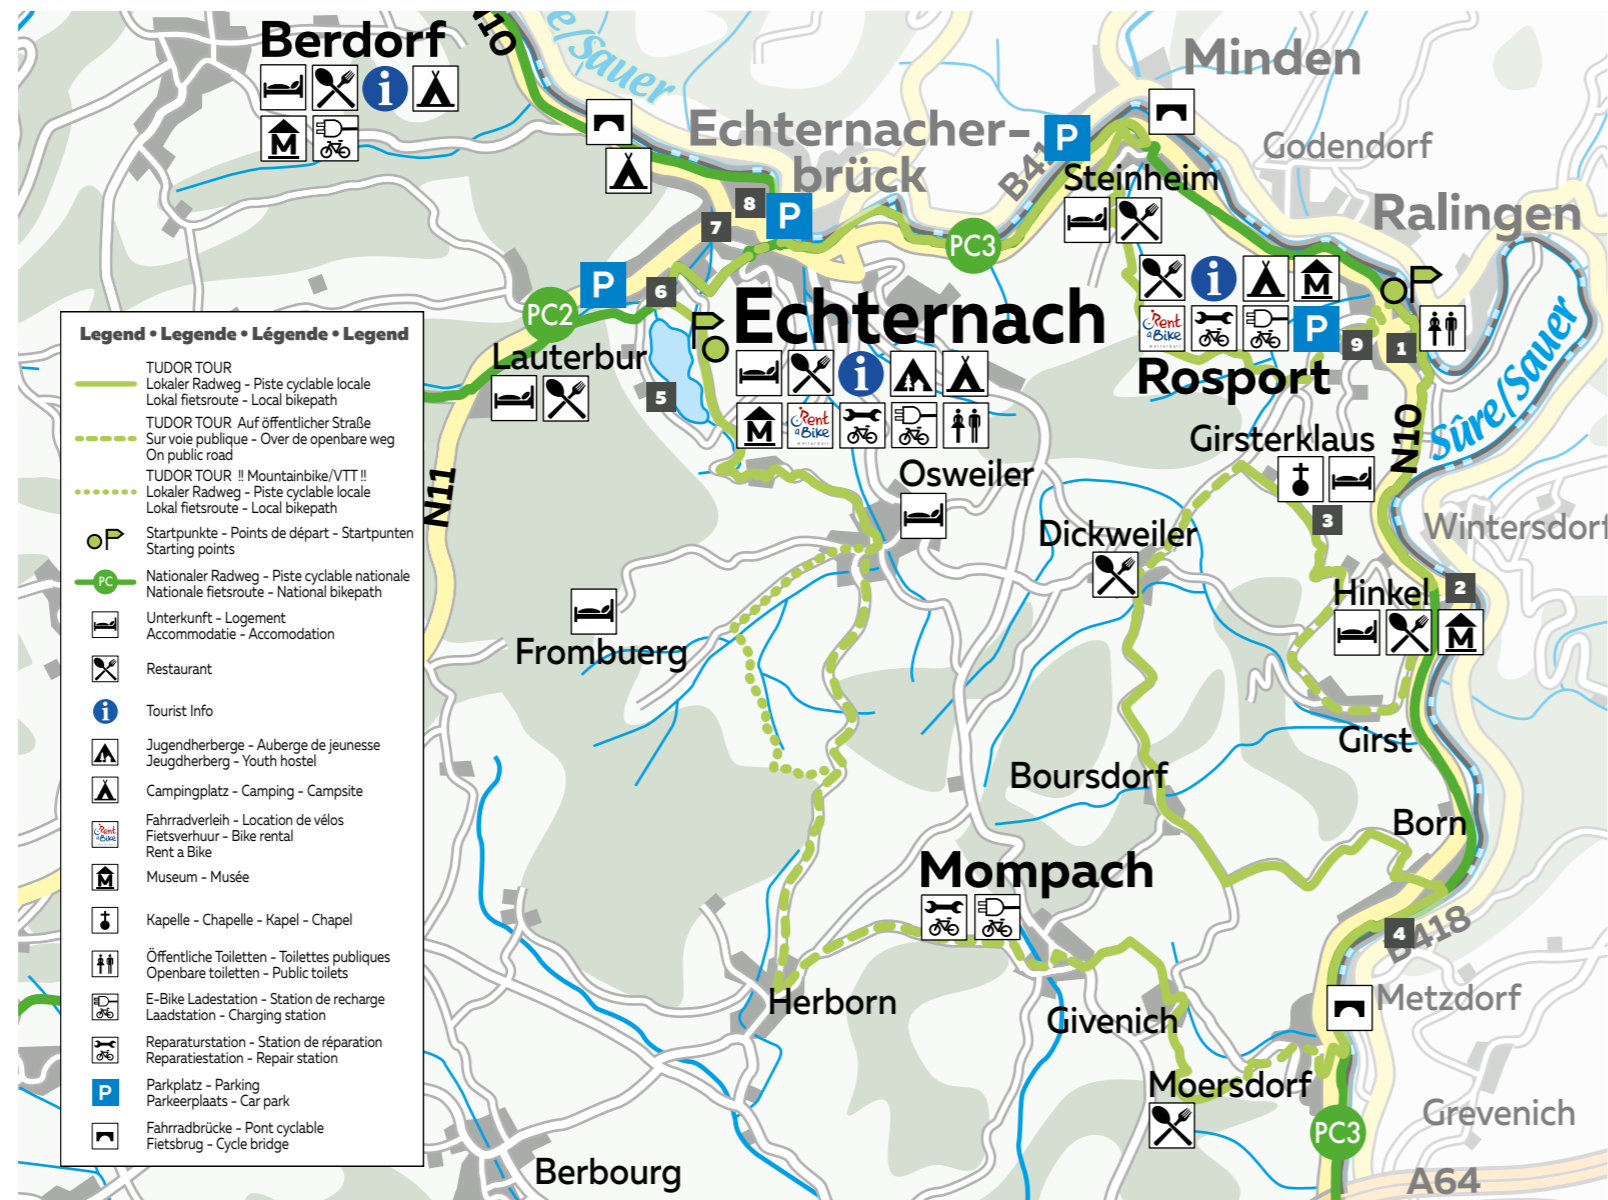 N10
Berdorf
e/Sauer
i
M
Echternacher-
brück
Minden
P
B41
Godendorf
Steinheim
Ralingen
8
7
P
PC3
P
6
PC2
i
M
Echternach
Rent
a Bike
P
9
1
Rosport
Lauterbur
i
5
M
Rent
a Bike
Girsterklaus
N10
Sûre/Sauer
Osweiler
N11
3
Wintersdorf
Dickweiler
Hinkel
2
M
Frombuerg
Girst
Boursdorf
Born
Mompach
4
B418
Metzdorf
Herborn
Givenich
Moersdorf
Grevenich
PC3
A64
Berbourg
Legend • Legende • Légende • Legend
TUDOR TOUR
Lokaler Radweg - Piste cyclable locale
Lokal fietsroute - Local bikepath
TUDOR TOUR Auf öffentlicher Straße
Sur voie publique - Over de openbare weg
On public road
TUDOR TOUR !! Mountainbike/VTT !!
Lokaler Radweg - Piste cyclable locale
Lokal fietsroute - Local bikepath
Startpunkte - Points de départ - Startpunten
Starting points
PC
Nationaler Radweg - Piste cyclable nationale
Nationale fietsroute - National bikepath
Unterkunft - Logement
Accommodatie - Accomodation
Restaurant
i
Tourist Info
Jugendherberge - Auberge de jeunesse
Jeugdherberg - Youth hostel
Campingplatz - Camping - Campsite
Rent
a Bike
Fahrradverleih - Location de vélos
Fietsverhuur - Bike rental
Rent a Bike
M
Museum - Musée
Kapelle - Chapelle - Kapel - Chapel
Öffentliche Toiletten - Toilettes publiques
Openbare toiletten - Public toilets
E-Bike Ladestation - Station de recharge
Laadstation - Charging station
Reparaturstation - Station de réparation
Reparatiestation - Repair station
P
Parkplatz - Parking
Parkeerplaats - Car park
Fahrradbrücke - Pont cyclable
Fietsbrug - Cycle bridge